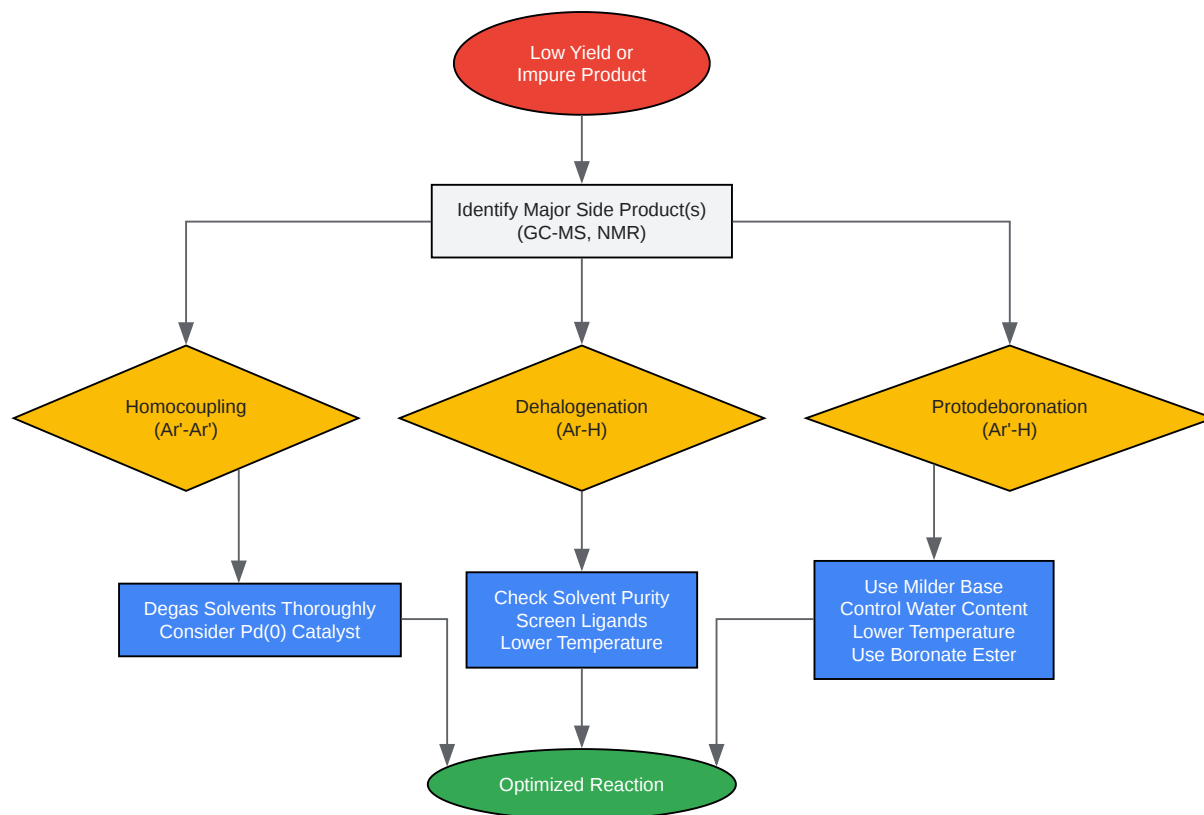 Low Yield or
Impure Product
Identify Major Side Product(s)
(GC-MS, NMR)
Homocoupling
(Ar'-Ar')
Dehalogenation
(Ar-H)
Protodeboronation
(Ar'-H)
Degas Solvents Thoroughly
Consider Pd(0) Catalyst
Check Solvent Purity
Screen Ligands
Lower Temperature
Use Milder Base
Control Water Content
Lower Temperature
Use Boronate Ester
Optimized Reaction